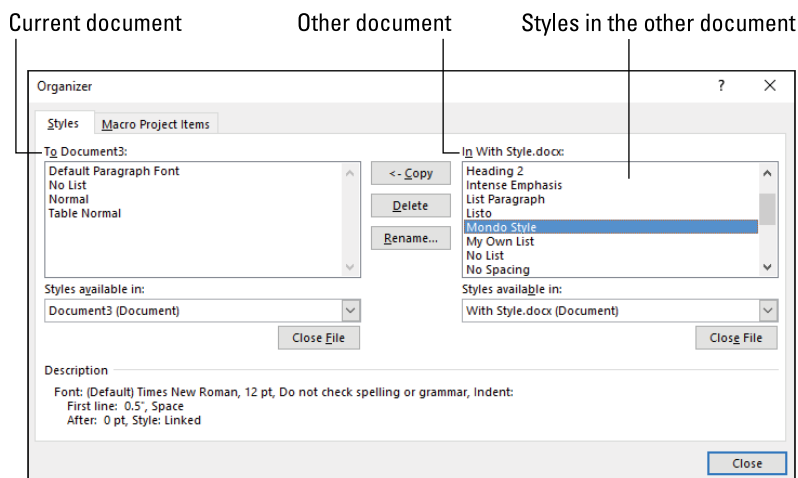 Current document
Other document
Styles in the other document
Organizer
?
Styles
Macro Project Items
To Document3:
Default Paragraph Font
No List
Normal
Table Normal
<- Copy
Delete
Rename...
In With Style.docx:
Heading 2
Intense Emphasis
List Paragraph
Listo
Mondo Style
My Own List
No List
No Spacing
Styles available in:
Document3 (Document)
Close File
Styles available in:
With Style.docx (Document)
Close File
Description
Font: (Default) Times New Roman, 12 pt, Do not check spelling or grammar, Indent:
First line: 0.5", Space
After: 0 pt, Style: Linked
Close